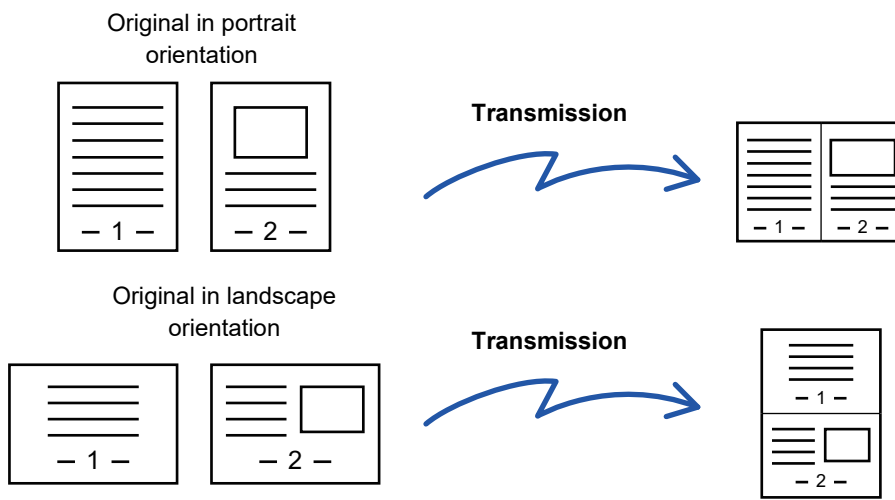 Original in portrait
orientation
Transmission
– 1 –
– 2 –
– 1 –
– 2 –
Original in landscape
orientation
Transmission
– 1 –
– 2 –
– 1 –
– 2 –